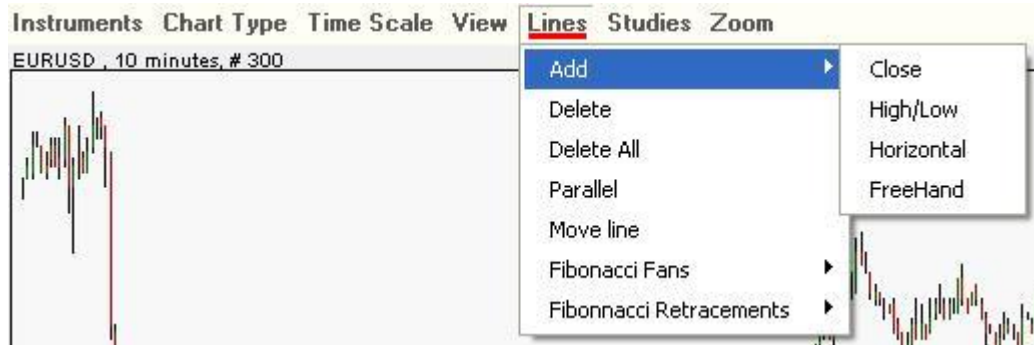 Instruments Chart Type Time Scale View Lines Studies Zoom
EURUSD , 10 minutes, # 300
Add
Delete
Delete All
Parallel
Move line
Fibonacci Fans
Fibonnacci Retracements
Close
High/Low
Horizontal
FreeHand